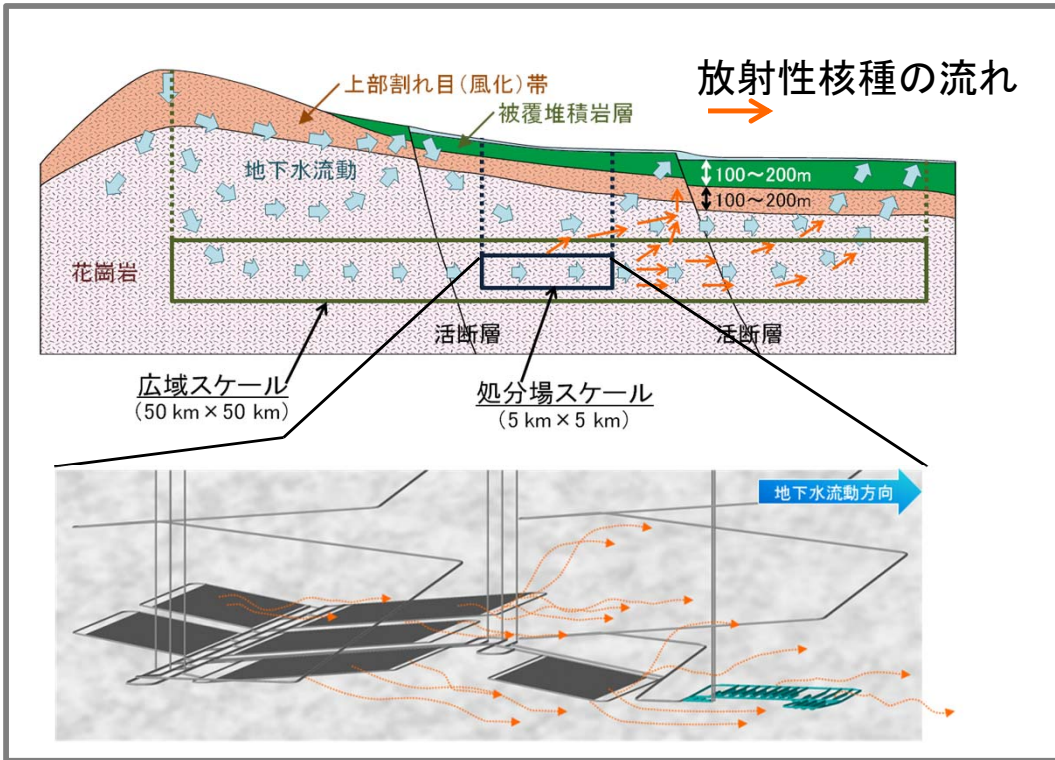 放射性核種の流れ
上部割れ目(風化)帯
被覆堆積岩層
地下水流動
100～200m
100～200m
花崗岩
活断層
活断層
広域スケール
(50 km×50 km)
処分場スケール
(5 km×5 km)
地下水流動方向